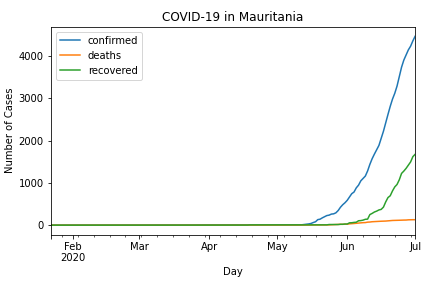 COVID-19 in Mauritania
confirmed
deaths
recovered
Number of Cases
4000
3000
2000
1000
0
Feb Mar Apr May Jun Jul
2020
Day